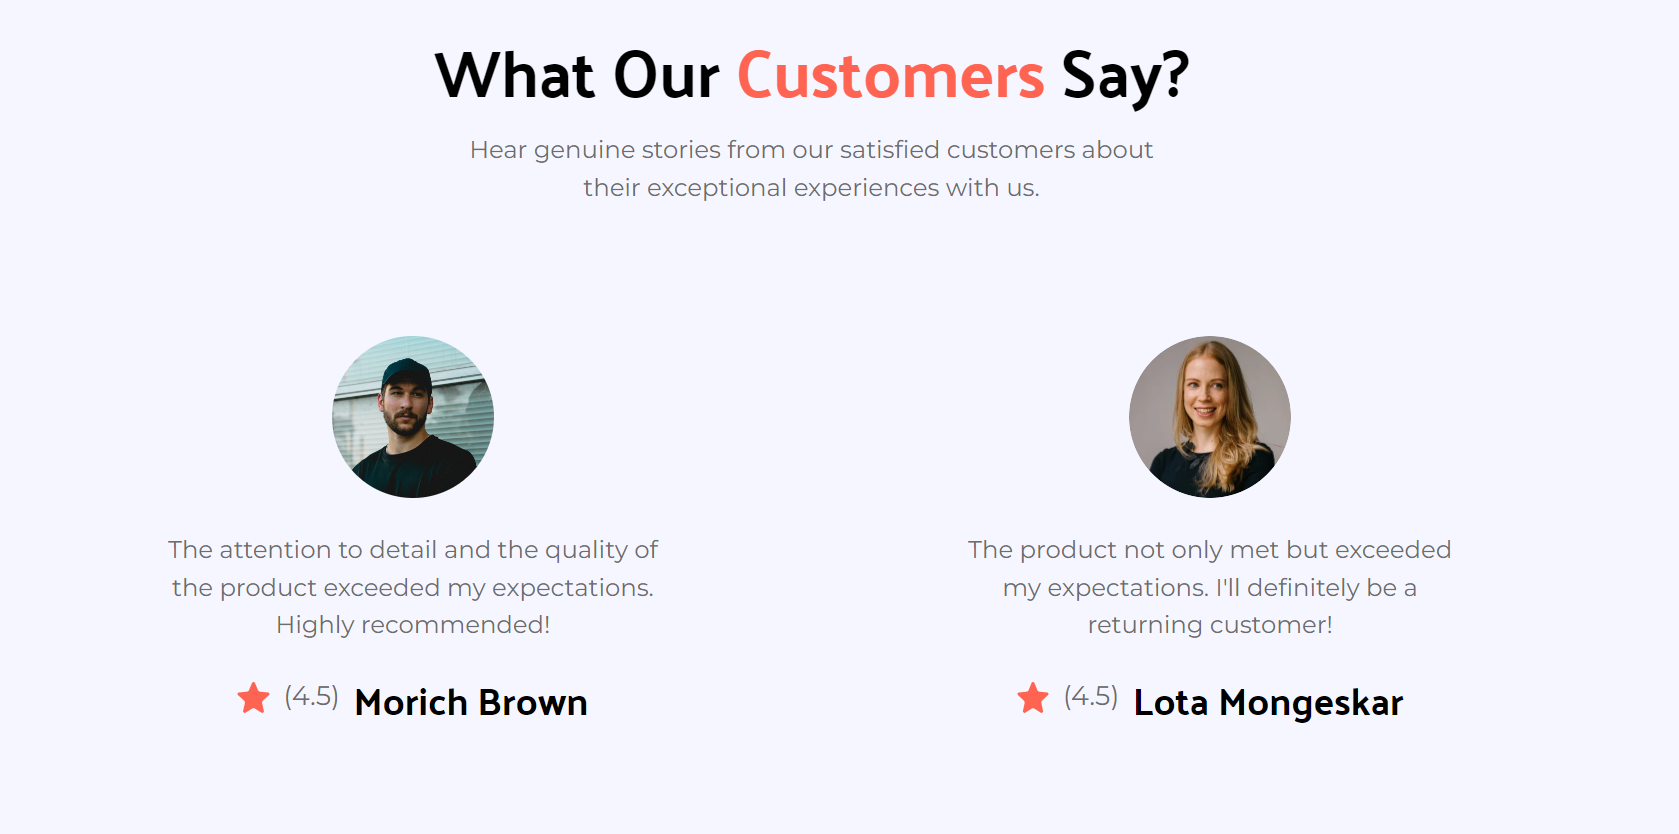 What Our Customers Say?
Hear genuine stories from our satisfied customers about
their exceptional experiences with us.
The attention to detail and the quality of
the product exceeded my expectations.
Highly recommended!
(4.5) Morich Brown
The product not only met but exceeded
my expectations. I'll definitely be a
returning customer!
(4.5) Lota Mongeskar